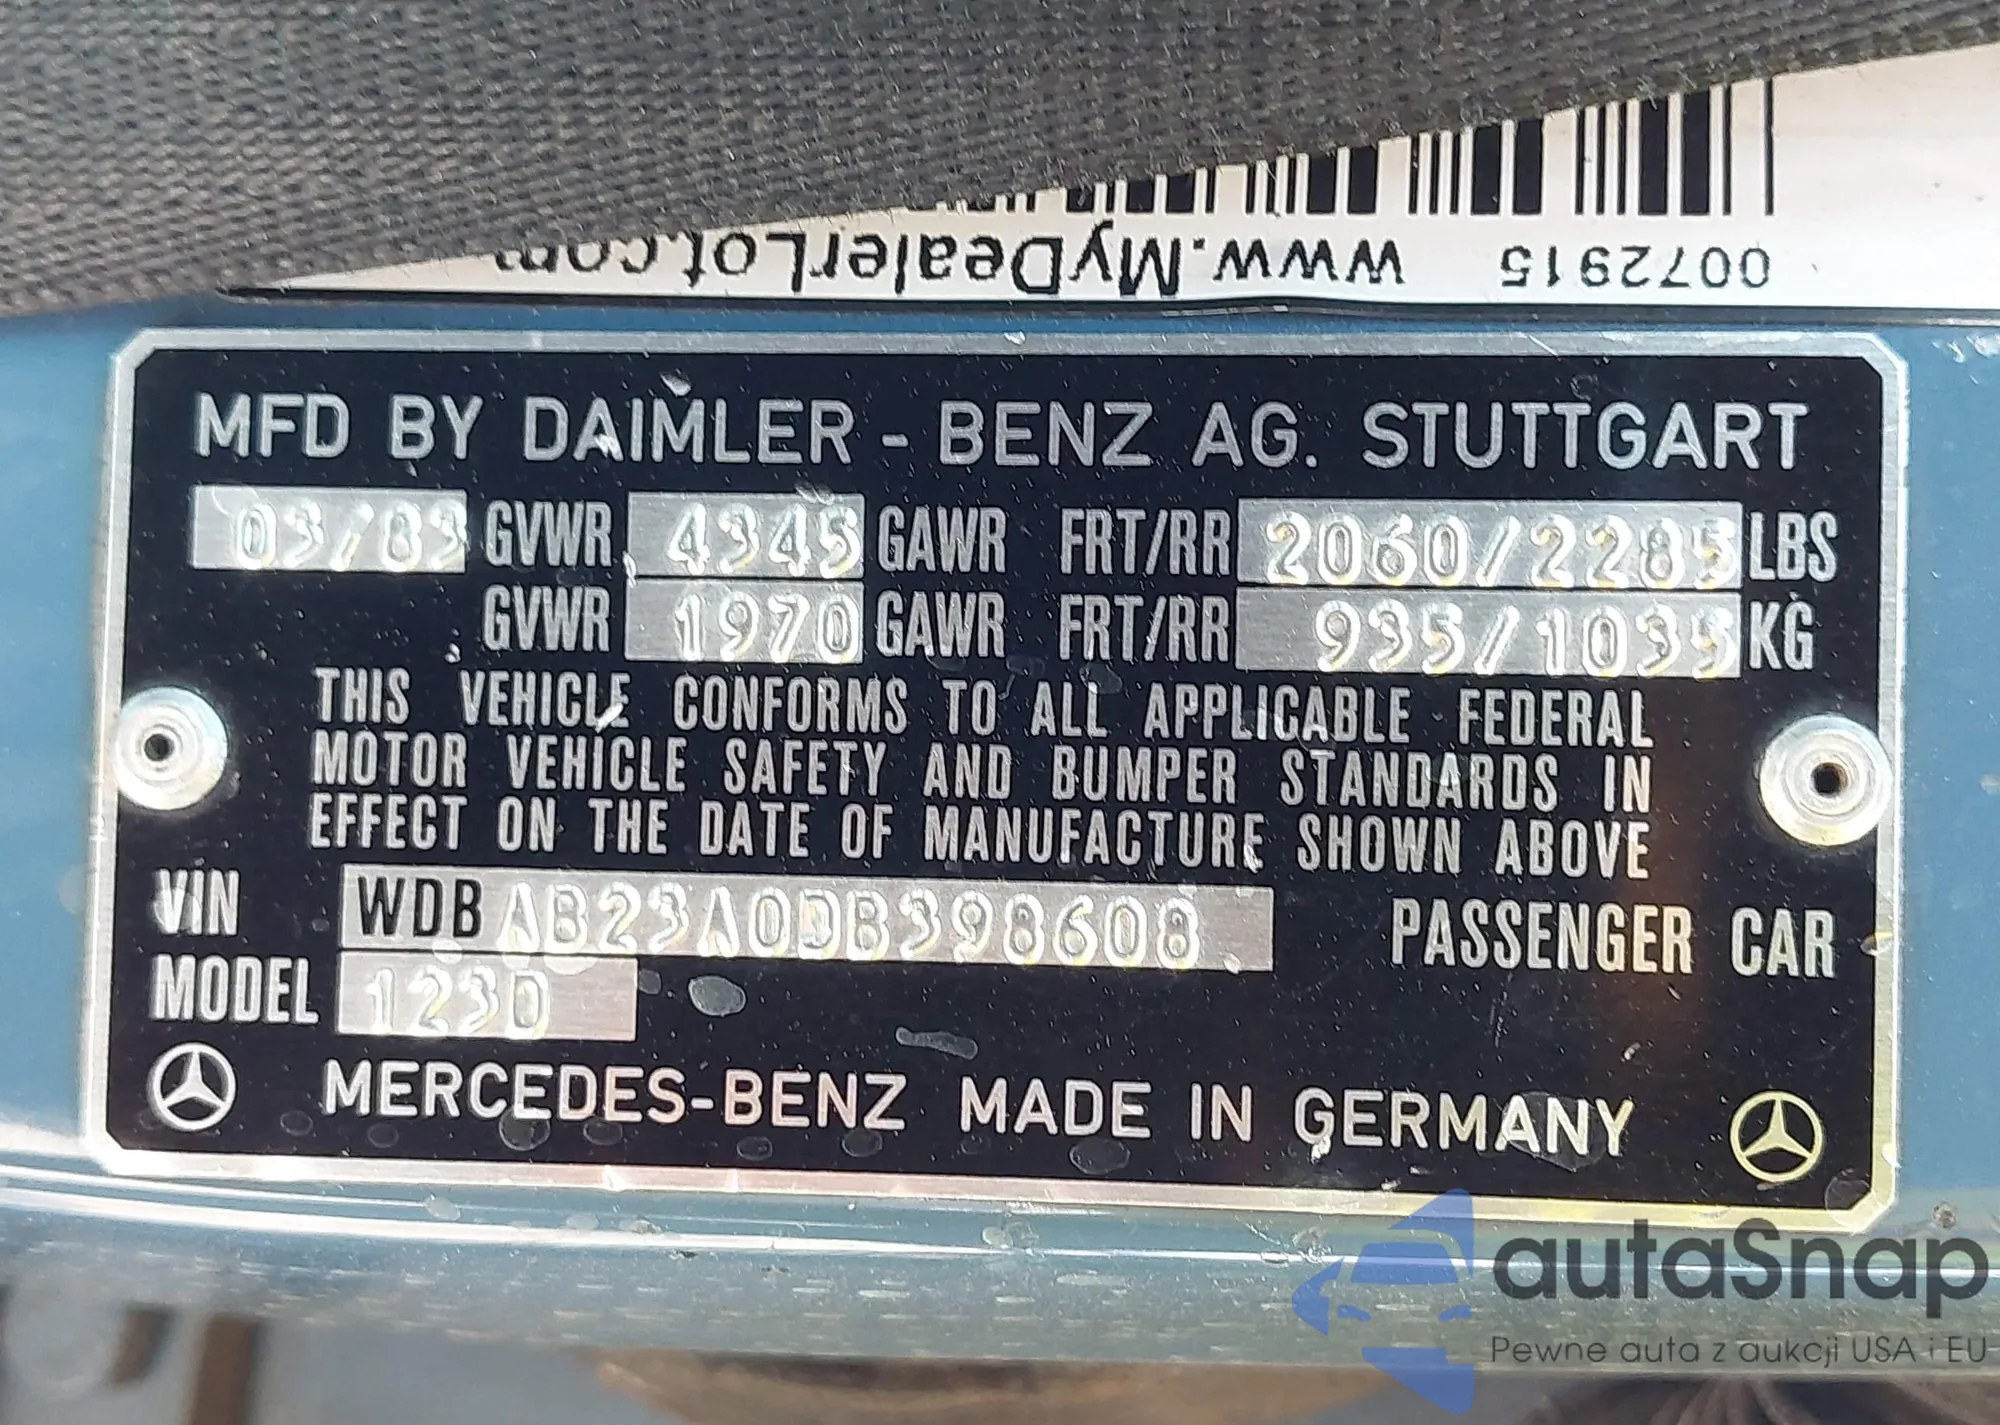 www.MyDealerLot.com 0072915
MFD BY DAIMLER - BENZ AG. STUTTGART
03/83 GVWR 4345 GAWR FRT/RR 2060/2285 LBS
GVWR 1970 GAWR FRT/RR 935/1035 KG
THIS VEHICLE CONFORMS TO ALL APPLICABLE FEDERAL
MOTOR VEHICLE SAFETY AND BUMPER STANDARDS IN
EFFECT ON THE DATE OF MANUFACTURE SHOWN ABOVE
VIN WDBAB23A0DB398608 PASSENGER CAR
MODEL 123D
MERCEDES-BENZ MADE IN GERMANY
autaSnap
Pewne auta z aukcji USA i EU